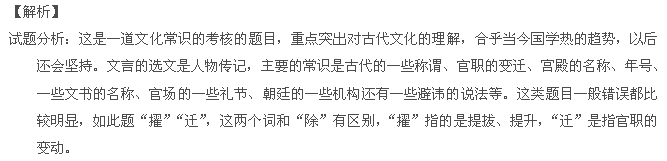 【解析】
试题分析：这是一道文化常识的考核的题目，重点突出对古代文化的理解，合乎当今国学热的趋势，以后
还会坚持。文言的选文是人物传记，主要的常识是古代的一些称谓、官职的变迁、宫殿的名称、年号、
一些文书的名称、官场的一些礼节、朝廷的一些机构还有一些避讳的说法等。这类题目一般错误都比
较明显，如此题“擢”“迁”，这两个词和“除”有区别，“擢”指的是提拔、提升，“迁”是指官职的
变动。